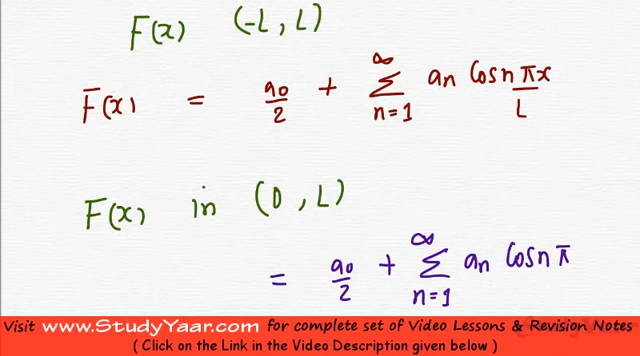 F(x) (-L, L)
F(x) = a0/2 + ∞ Σ n=1 an Cos nπx/L
F(x) in (0, L)
= a0/2 + ∞ Σ n=1 an Cos nπ
Visit www.StudyYaar.com for complete set of Video Lessons & Revision Notes
( Click on the Link in the Video Description given below )